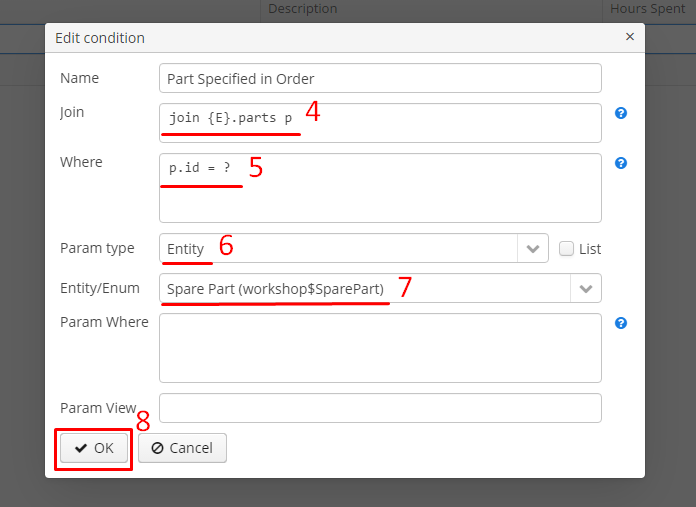 Description Hours Spent
Edit condition ×
Name Part Specified in Order
Join join {E}.parts p 4
Where p.id = ? 5
Param type Entity 6 List
Entity/Enum Spare Part (workshop$SparePart) 7
Param Where
Param View
8
OK Cancel